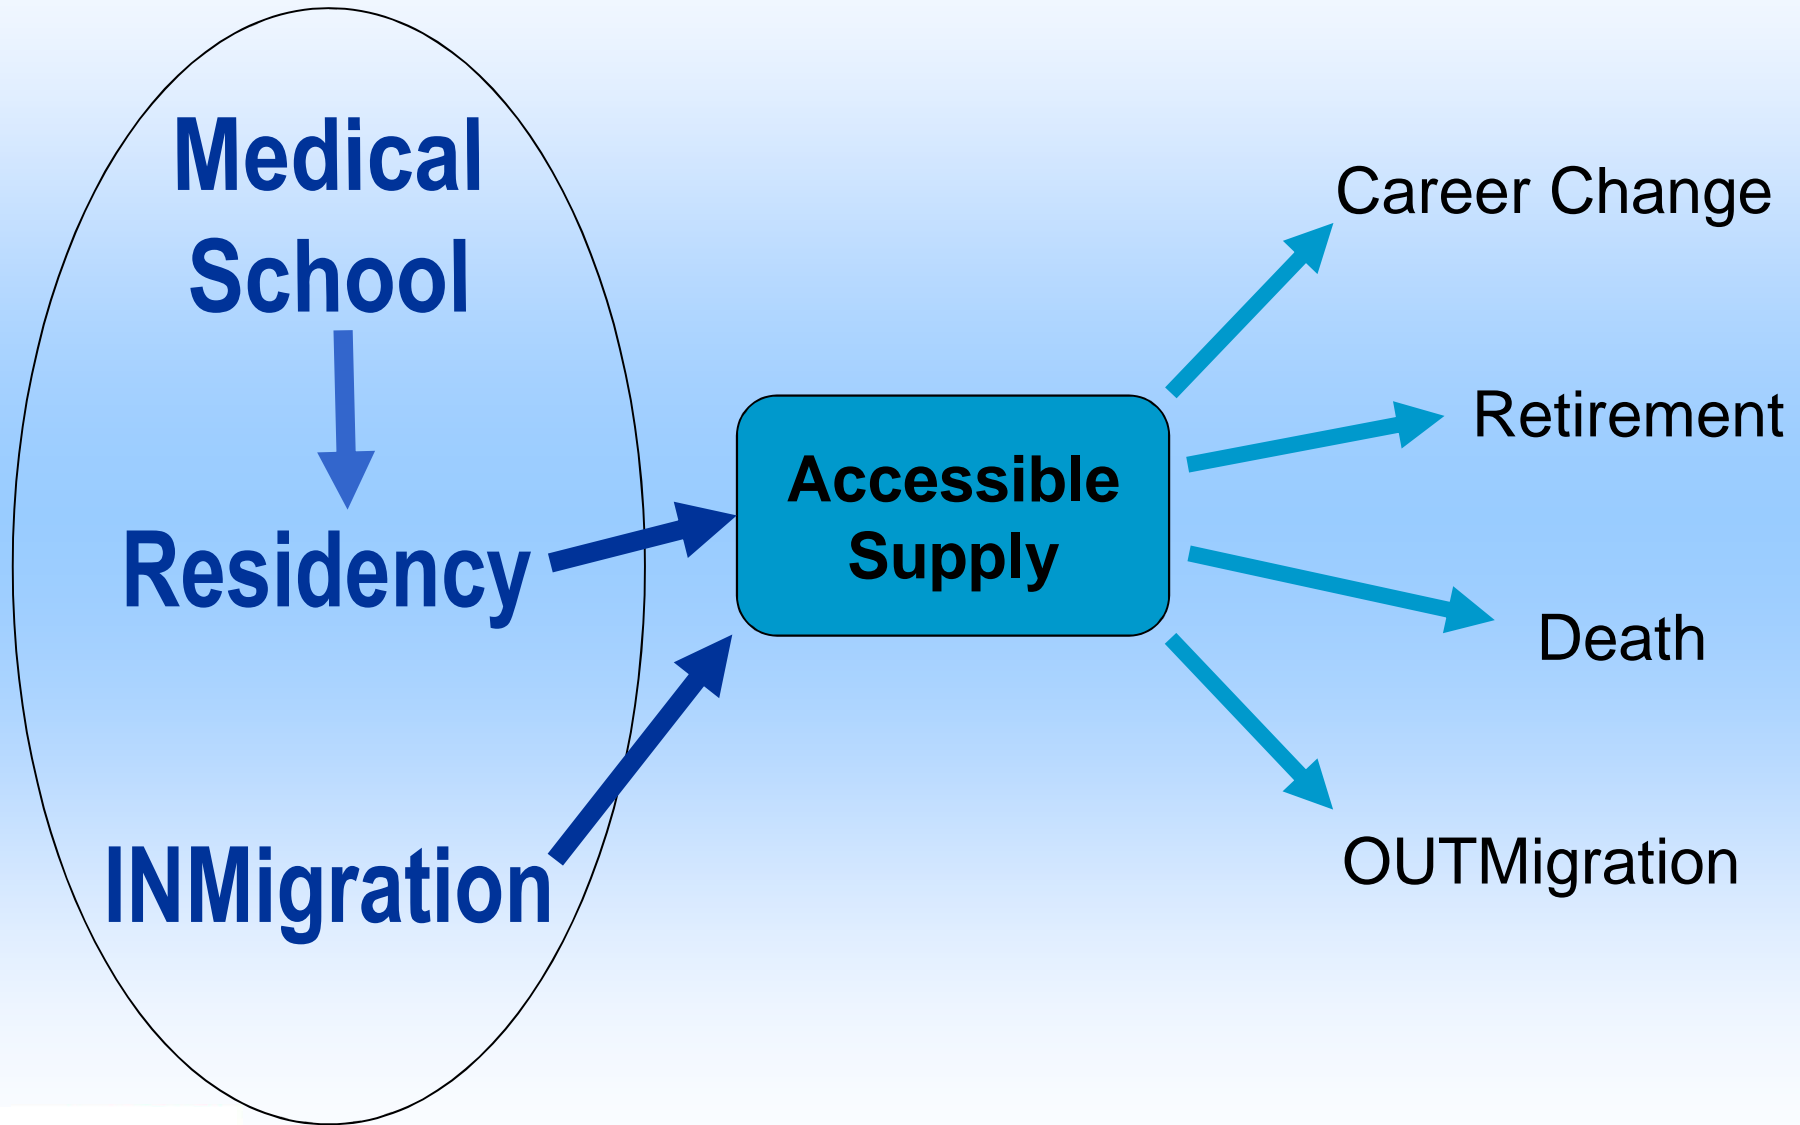 Medical
School
Residency
INMigration
Accessible
Supply
Career Change
Retirement
Death
OUTMigration